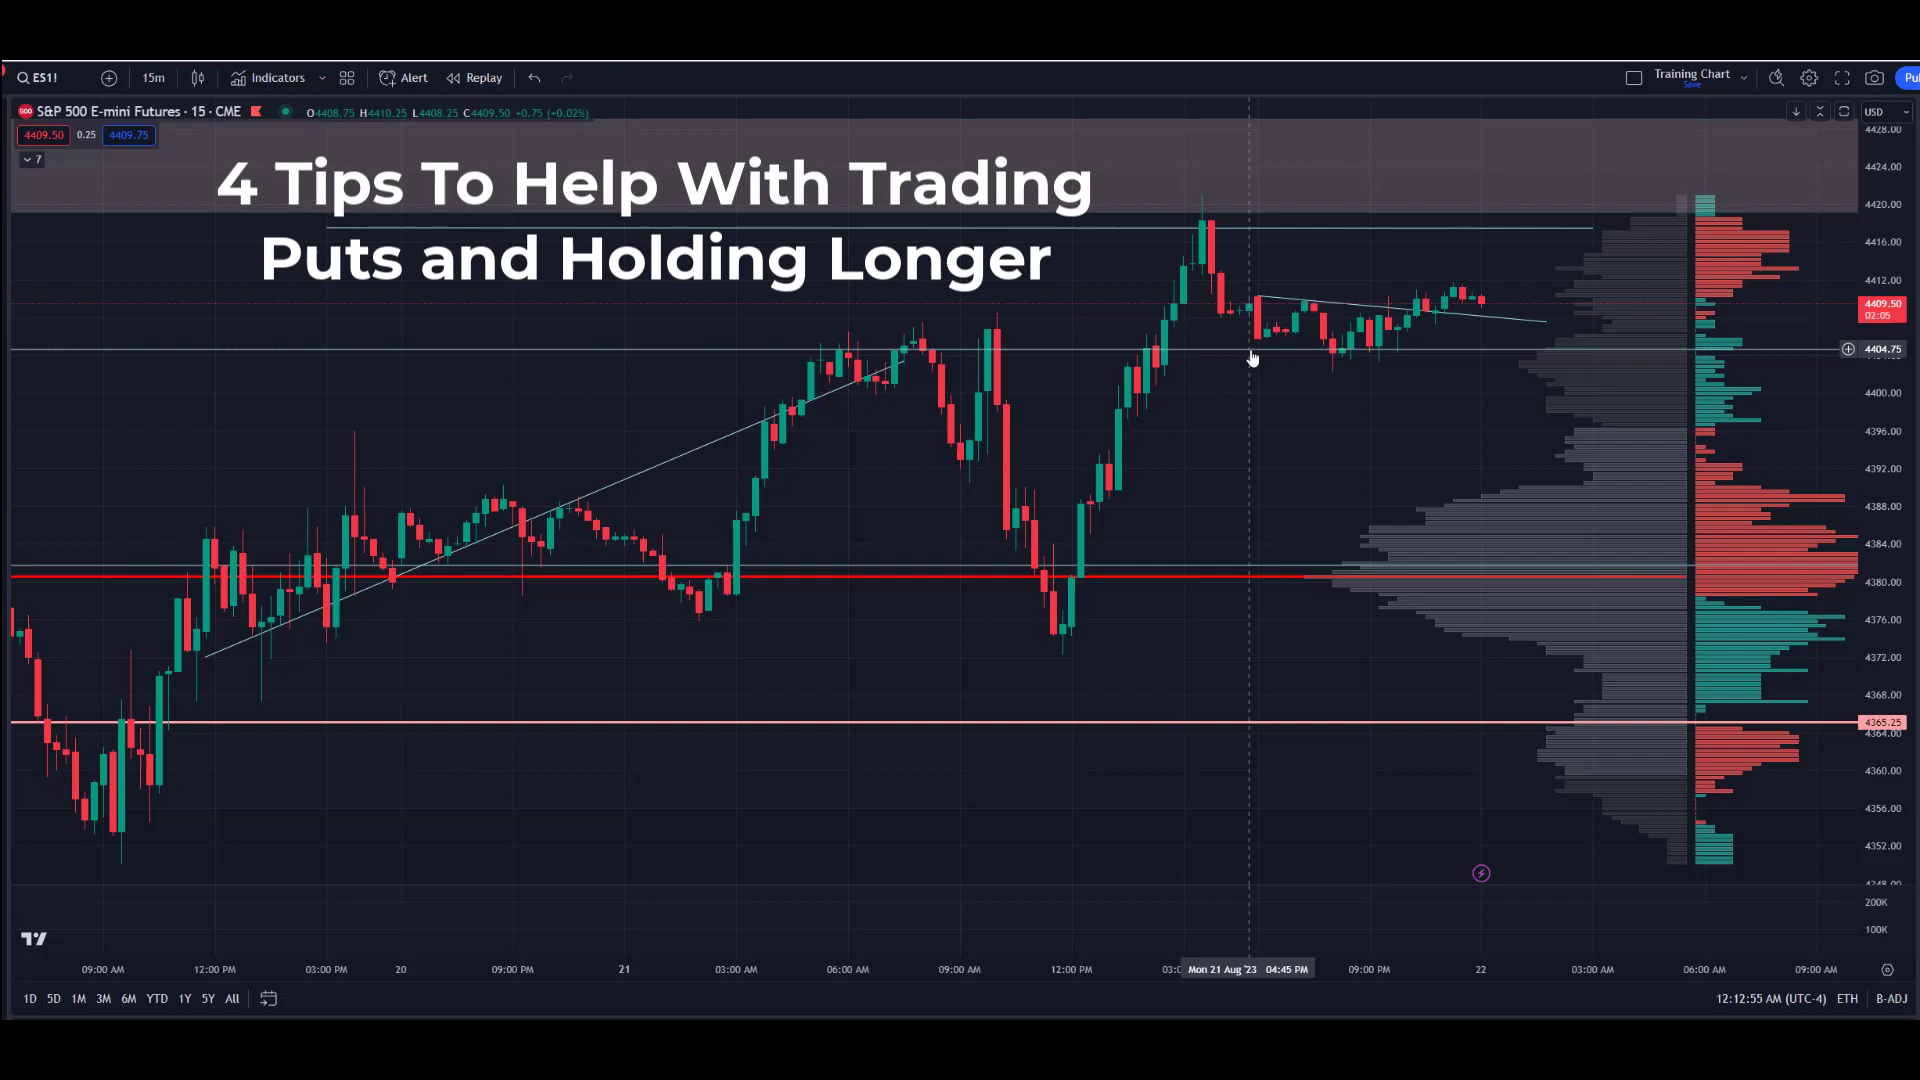 ES1!
15m
Indicators
Alert
Replay
Training Chart
Save
Pu
S&P 500 E-mini Futures · 15 · CME
O4408.75 H4410.25 L4408.25 C4409.50 +0.75 (+0.02%)
USD
4409.50 0.25 4409.75
7
4 Tips To Help With Trading
Puts and Holding Longer
4428.00
4424.00
4420.00
4416.00
4412.00
4409.50
02:05
4404.75
4400.00
4396.00
4392.00
4388.00
4384.00
4380.00
4376.00
4372.00
4368.00
4365.25
4364.00
4360.00
4356.00
4352.00
200K
100K
09:00 AM 12:00 PM 03:00 PM 20 09:00 PM 21 03:00 AM 06:00 AM 09:00 AM 12:00 PM 03:0 Mon 21 Aug '23 04:45 PM 09:00 PM 22 03:00 AM 06:00 AM 09:00 AM
1D 5D 1M 3M 6M YTD 1Y 5Y All
12:12:55 AM (UTC-4) ETH B-ADJ